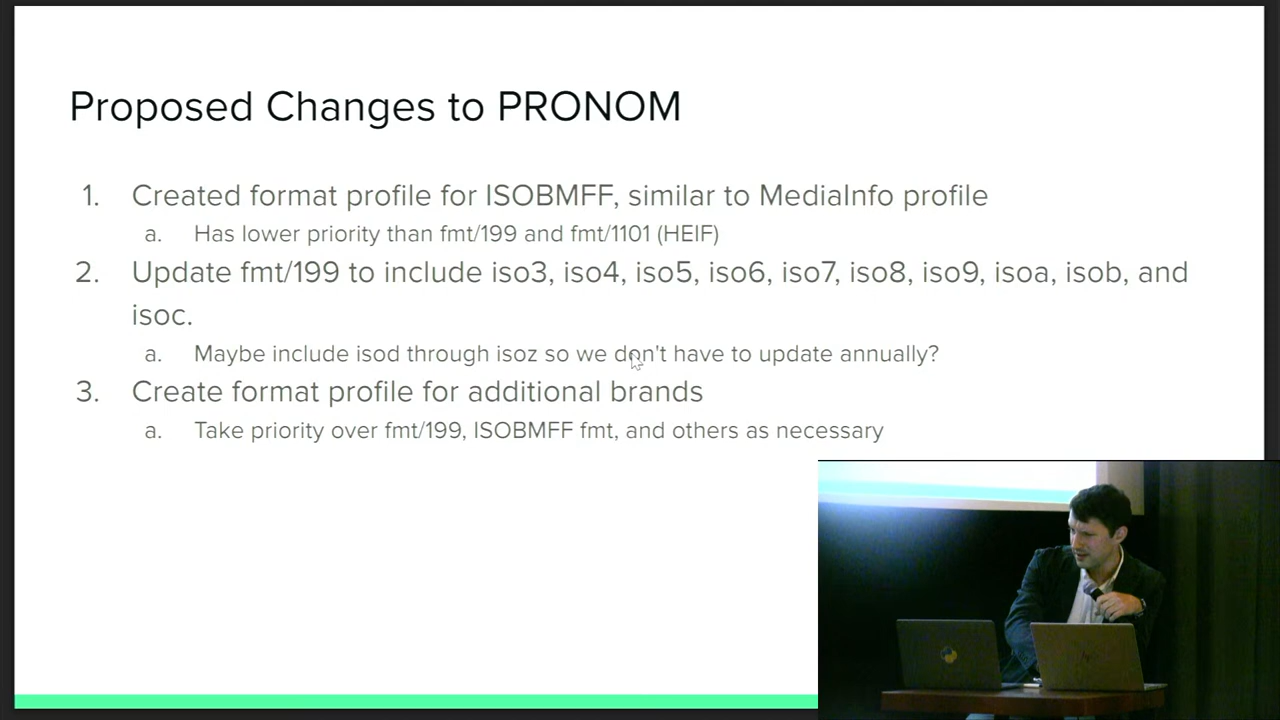 Proposed Changes to PRONOM
1. Created format profile for ISOBMFF, similar to MediaInfo profile
a. Has lower priority than fmt/199 and fmt/1101 (HEIF)
2. Update fmt/199 to include iso3, iso4, iso5, iso6, iso7, iso8, iso9, isoa, isob, and
isoc.
a. Maybe include isod through isoz so we don't have to update annually?
3. Create format profile for additional brands
a. Take priority over fmt/199, ISOBMFF fmt, and others as necessary